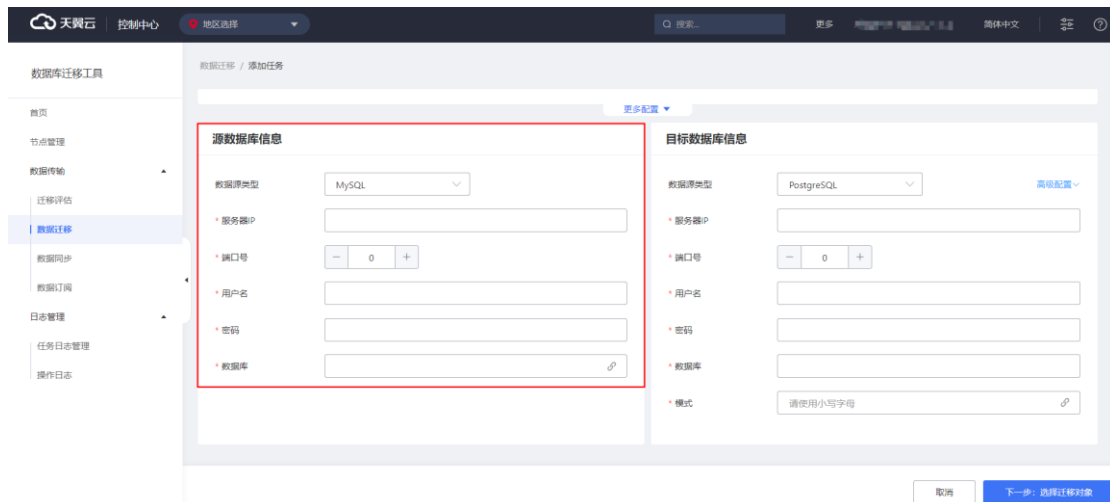 天翼云 控制中心 地区选择 搜索... 更多 简体中文
数据库迁移工具
首页
节点管理
数据传输
迁移评估
数据迁移
数据同步
数据订阅
日志管理
任务日志管理
操作日志
数据迁移 / 添加任务
更多配置
源数据库信息
数据源类型 MySQL
* 服务器IP
* 端口号 － 0 +
* 用户名
* 密码
* 数据库
目标数据库信息
数据源类型 PostgreSQL 高级配置
* 服务器IP
* 端口号 － 0 +
* 用户名
* 密码
* 数据库
* 模式 请使用小写字母
取消 下一步：选择迁移对象